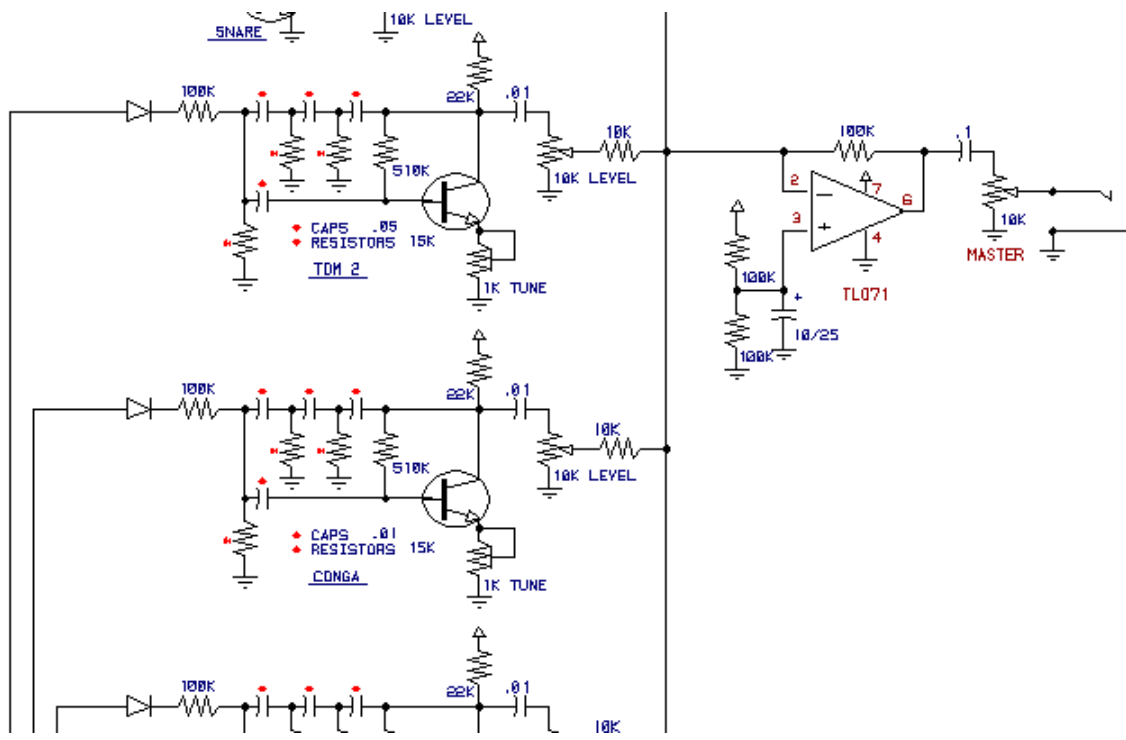 SNARE
10K LEVEL
100K
22K
.01
510K
10K
10K LEVEL
* CAPS .05
* RESISTORS 15K
TOM 2
1K TUNE
100K
.1
2
7
6
3
4
10K
MASTER
TL071
100K
+
10/25
100K
100K
22K
.01
510K
10K
10K LEVEL
* CAPS .01
* RESISTORS 15K
CONGA
1K TUNE
100K
22K
.01
10K